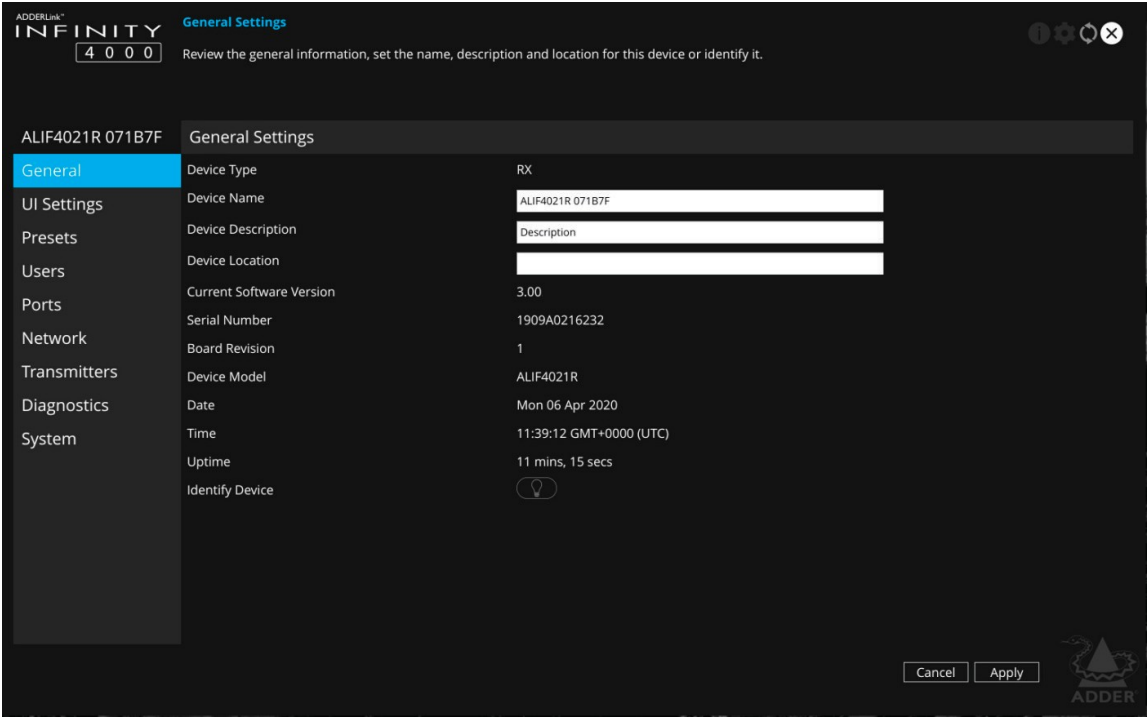 ADDERLink™
INFINITY
4000
General Settings
Review the general information, set the name, description and location for this device or identify it.
ALIF4021R 071B7F
General
UI Settings
Presets
Users
Ports
Network
Transmitters
Diagnostics
System
General Settings
Device Type RX
Device Name ALIF4021R 071B7F
Device Description Description
Device Location
Current Software Version 3.00
Serial Number 1909A0216232
Board Revision 1
Device Model ALIF4021R
Date Mon 06 Apr 2020
Time 11:39:12 GMT+0000 (UTC)
Uptime 11 mins, 15 secs
Identify Device
Cancel Apply
ADDER